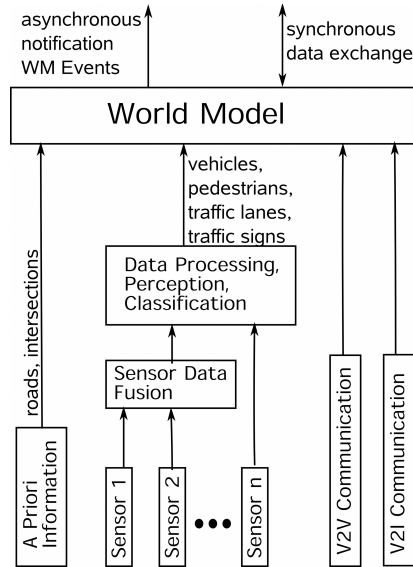 asynchronous
notification
WM Events
synchronous
data exchange
World Model
vehicles,
pedestrians,
traffic lanes,
traffic signs
roads, intersections
Data Processing,
Perception,
Classification
Sensor Data
Fusion
A Priori
Information
Sensor 1
Sensor 2
Sensor n
V2V Communication
V2I Communication